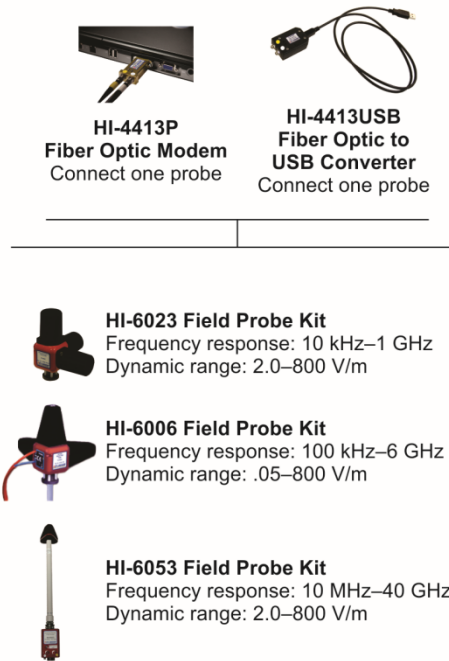 HI-4413P
Fiber Optic Modem
Connect one probe
HI-4413USB
Fiber Optic to
USB Converter
Connect one probe
HI-6023 Field Probe Kit
Frequency response: 10 kHz–1 GHz
Dynamic range: 2.0–800 V/m
HI-6006 Field Probe Kit
Frequency response: 100 kHz–6 GHz
Dynamic range: .05–800 V/m
HI-6053 Field Probe Kit
Frequency response: 10 MHz–40 GHz
Dynamic range: 2.0–800 V/m